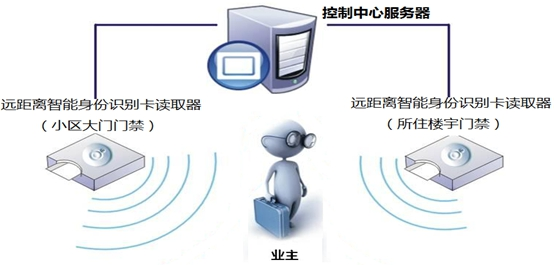 控制中心服务器
远距离智能身份识别卡读取器
（小区大门门禁）
远距离智能身份识别卡读取器
（所住楼宇门禁）
业主